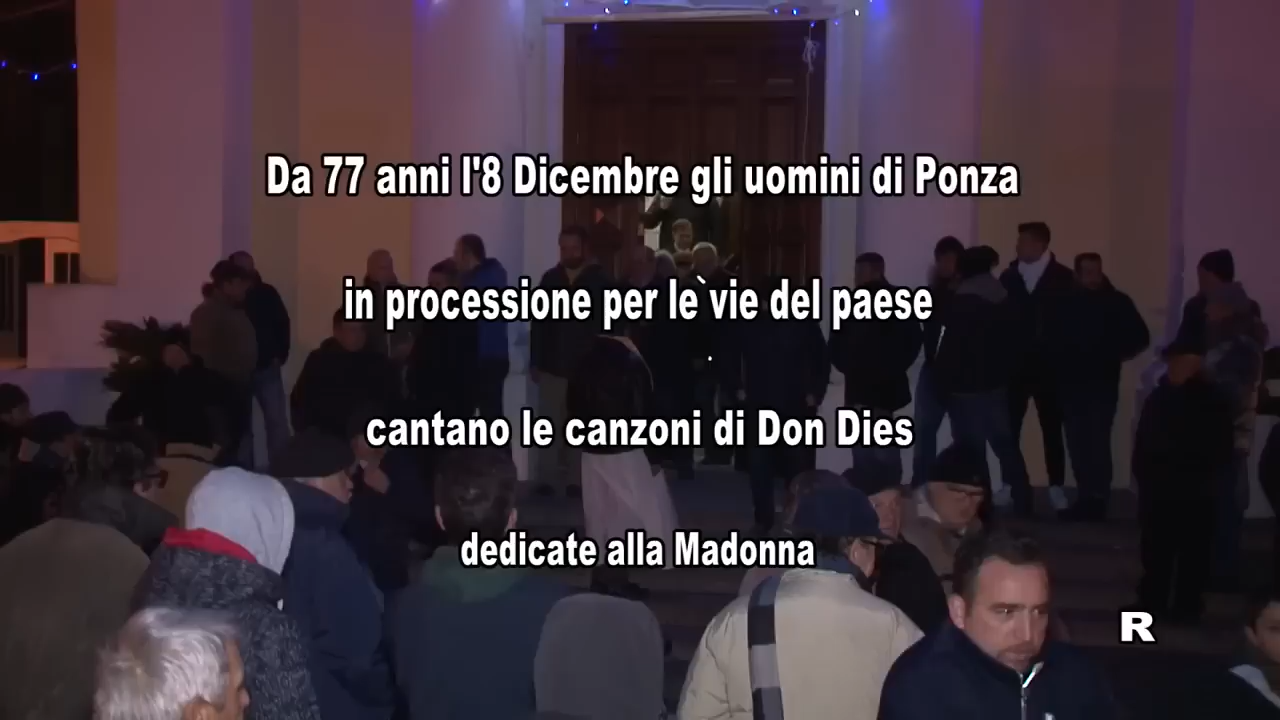 Da 77 anni l'8 Dicembre gli uomini di Ponza
in processione per le`vie del paese
cantano le canzoni di Don Dies
dedicate alla Madonna
R